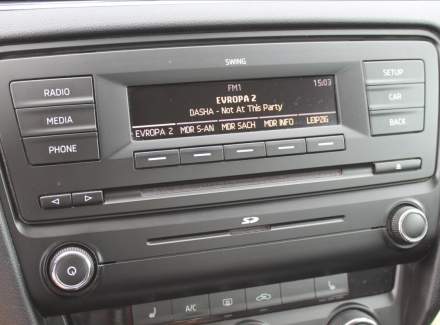 SWING
RADIO
MEDIA
PHONE
FM1 15:03
EVROPA 2
DASHA - Not At This Party
EVROPA 2 MDR S-AN MDR SACH MDR INFO LEIPZIG
SETUP
CAR
BACK
SD
A/C